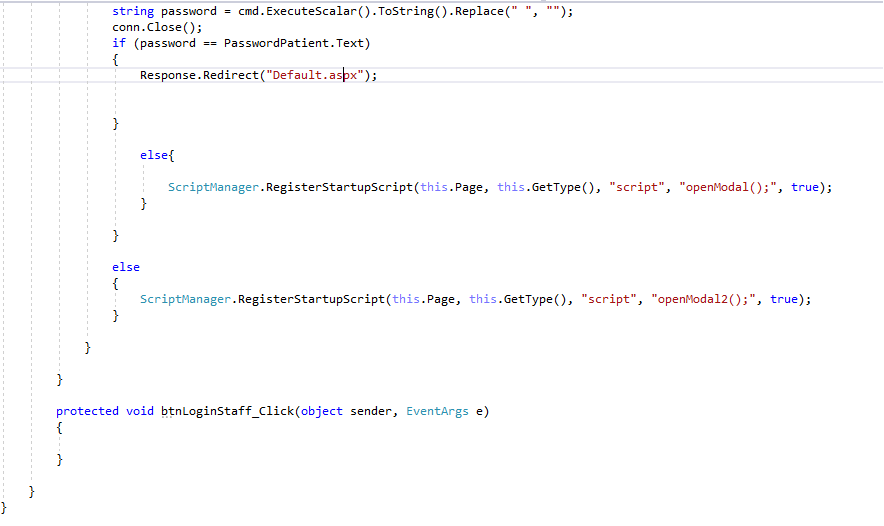 string password = cmd.ExecuteScalar().ToString().Replace(" ", "");
conn.Close();
if (password == PasswordPatient.Text)
{
Response.Redirect("Default.aspx");
}
else{
ScriptManager.RegisterStartupScript(this.Page, this.GetType(), "script", "openModal();", true);
}
}
else
{
ScriptManager.RegisterStartupScript(this.Page, this.GetType(), "script", "openModal2();", true);
}
}
}
protected void btnLoginStaff_Click(object sender, EventArgs e)
{
}
}
}